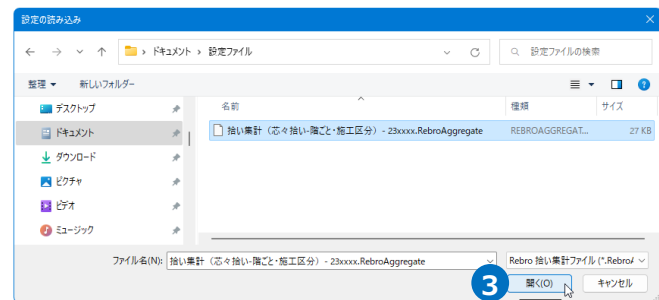 設定の読み込み
ドキュメント › 設定ファイル
設定ファイルの検索
整理 新しいフォルダー
名前 種類 サイズ
デスクトップ
ドキュメント
ダウンロード
ピクチャ
ビデオ
ミュージック
拾い集計（芯々拾い-階ごと・施工区分）- 23xxxx.RebroAggregate REBROAGGREGAT... 27 KB
ファイル名(N): 拾い集計（芯々拾い-階ごと・施工区分）- 23xxxx.RebroAggregate Rebro 拾い集計ファイル (*.Rebro
3 開く(O) キャンセル